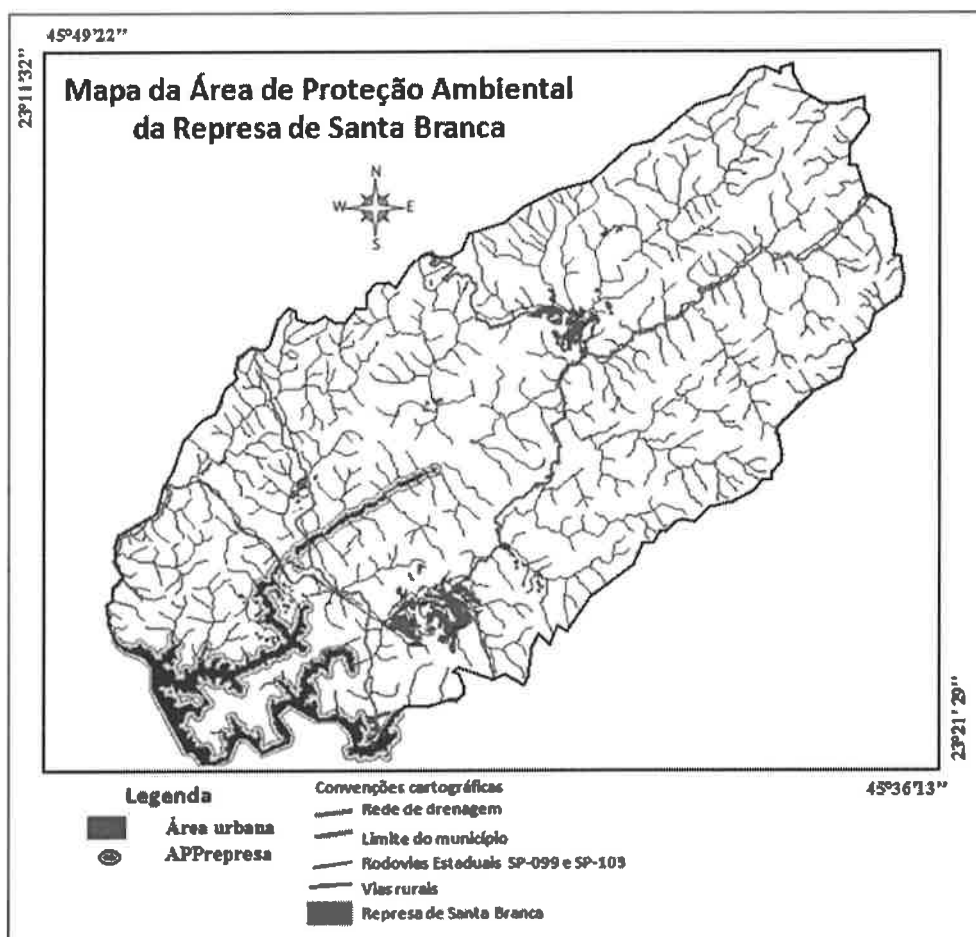 45°49'22"
23°11'32"
Mapa da Área de Proteção Ambiental
da Represa de Santa Branca
N
W E
S
23°21'29"
45°36'13"
Legenda
Área urbana
APPrepresa
Convenções cartográficas
Rede de drenagem
Limite do município
Rodovias Estaduais SP-099 e SP-103
Vias rurais
Represa de Santa Branca